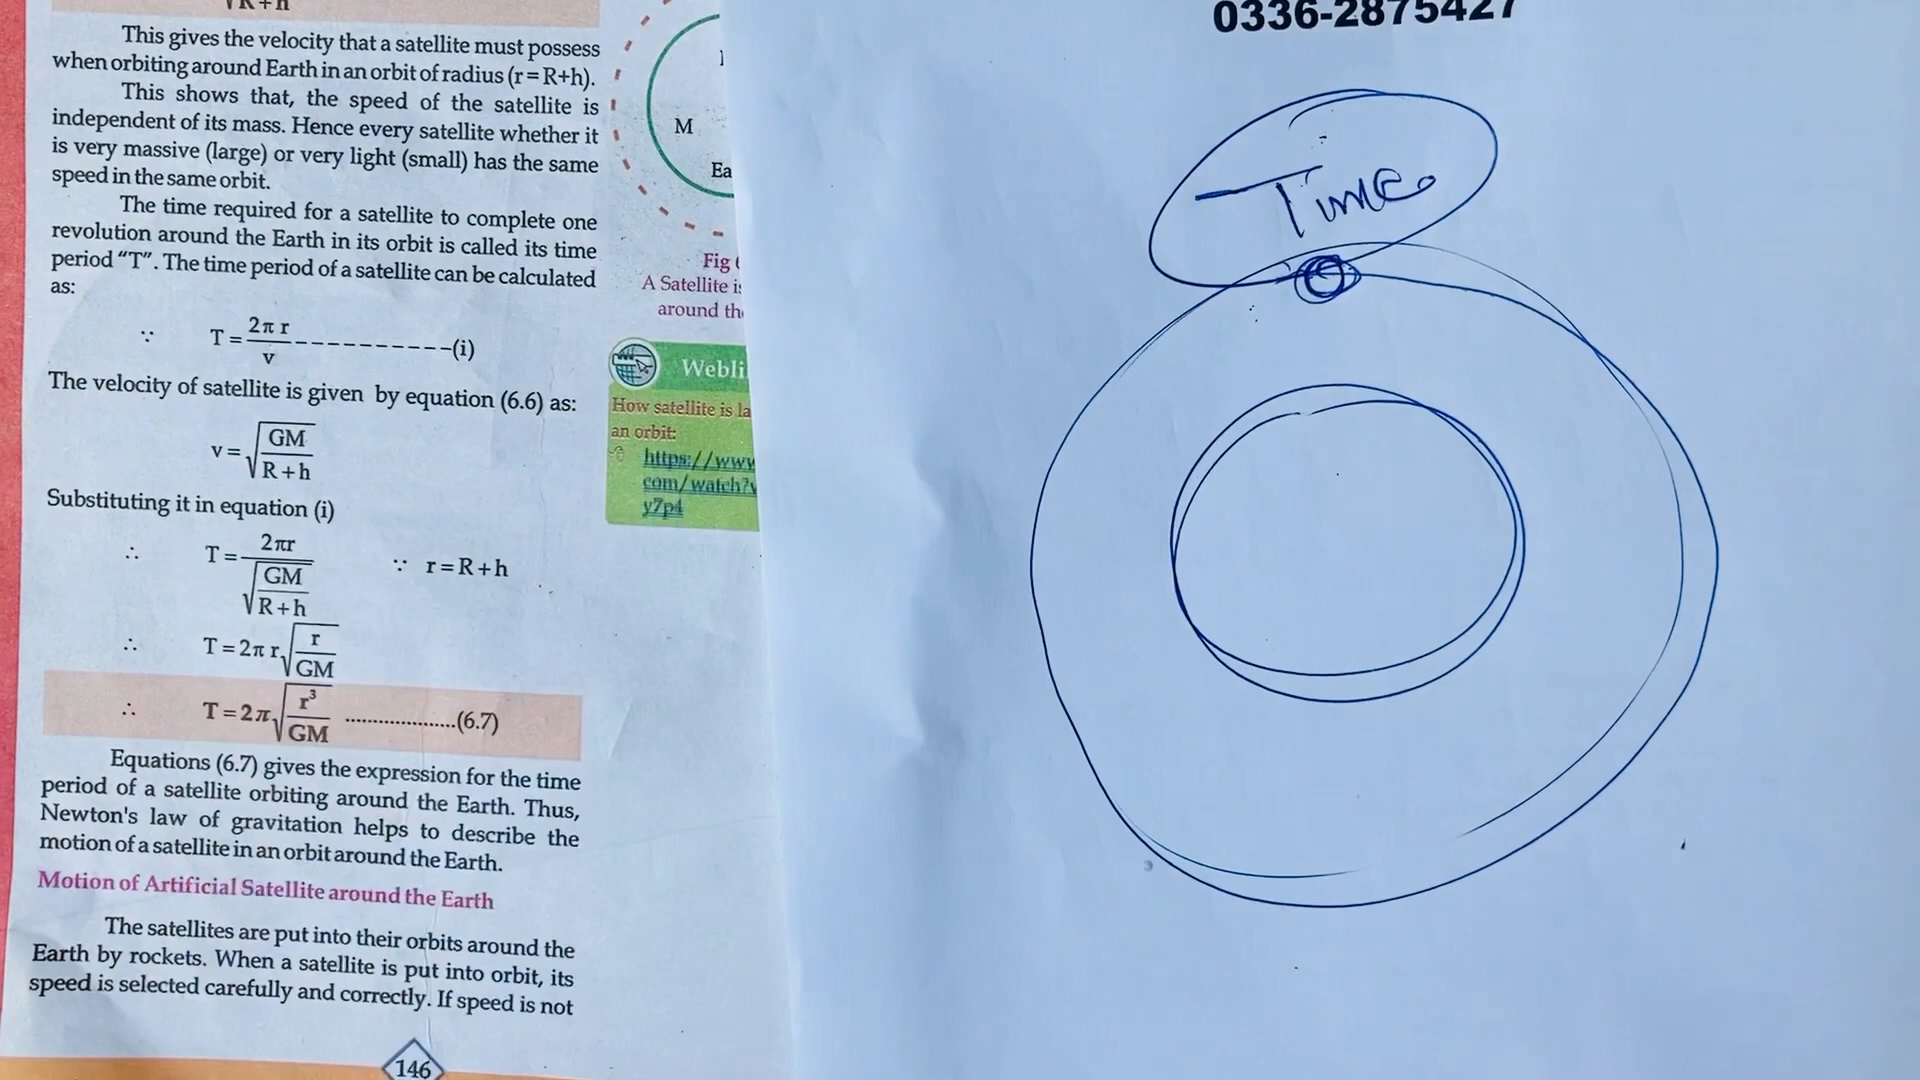 √R+h
This gives the velocity that a satellite must possess
when orbiting around Earth in an orbit of radius (r=R+h).
This shows that, the speed of the satellite is
independent of its mass. Hence every satellite whether it
is very massive (large) or very light (small) has the same
speed in the same orbit.
The time required for a satellite to complete one
revolution around the Earth in its orbit is called its time
period “T”. The time period of a satellite can be calculated
as:
∵ T = 2π r / v -----------(i)
The velocity of satellite is given by equation (6.6) as:
v = √(GM / R+h)
Substituting it in equation (i)
∴ T = 2πr / √(GM / R+h) ∵ r=R+h
∴ T = 2π r √(r / GM)
∴ T = 2π √(r³ / GM) ....................(6.7)
Equations (6.7) gives the expression for the time
period of a satellite orbiting around the Earth. Thus,
Newton's law of gravitation helps to describe the
motion of a satellite in an orbit around the Earth.
Motion of Artificial Satellite around the Earth
The satellites are put into their orbits around the
Earth by rockets. When a satellite is put into orbit, its
speed is selected carefully and correctly. If speed is not
146
M
Ea
Fig
A Satellite is
around the
Webli
How satellite is la
an orbit:
https://www
com/watch?v
y7p4
0336-2875427
Time